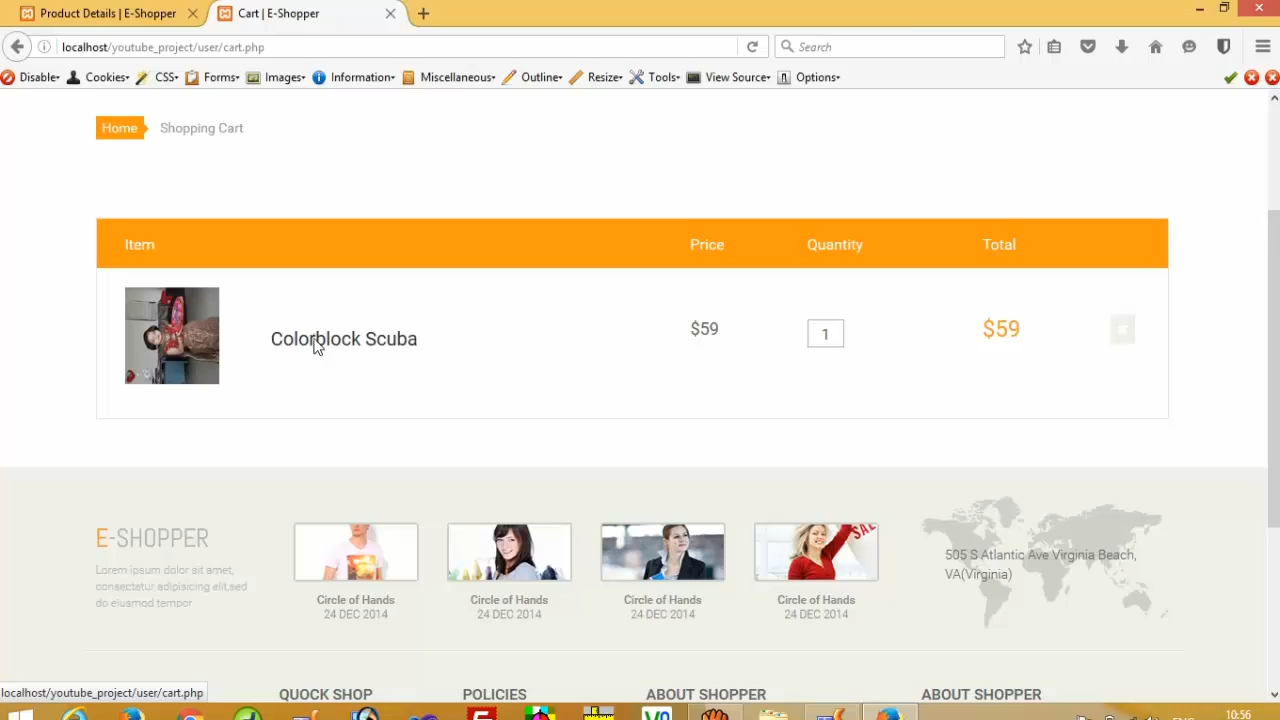 Product Details | E-Shopper
Cart | E-Shopper
localhost/youtube_project/user/cart.php
Search
Disable
Cookies
CSS
Forms
Images
Information
Miscellaneous
Outline
Resize
Tools
View Source
Options
Home
Shopping Cart
Item
Price
Quantity
Total
Colorblock Scuba
$59
1
$59
E-SHOPPER
Lorem ipsum dolor sit amet,
consectetur adipisicing elit,sed
do eiusmod tempor
SALE
Circle of Hands
24 DEC 2014
Circle of Hands
24 DEC 2014
Circle of Hands
24 DEC 2014
Circle of Hands
24 DEC 2014
505 S Atlantic Ave Virginia Beach,
VA(Virginia)
localhost/youtube_project/user/cart.php
QUOCK SHOP
POLICIES
ABOUT SHOPPER
ABOUT SHOPPER
10:56